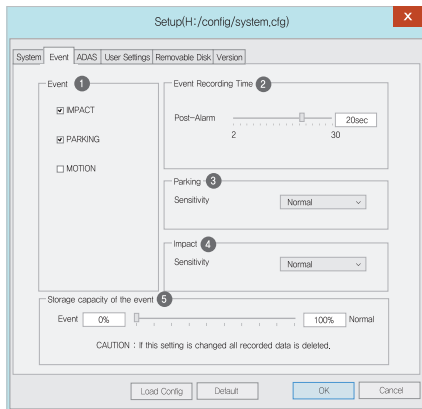 Setup(H:/config/system,cfg)
X
System Event ADAS User Settings Removable Disk Version
Event 1
IMPACT
PARKING
MOTION
Event Recording Time 2
Post-Alarm 20sec
2 30
Parking 3
Sensitivity Normal
Impact 4
Sensitivity Normal
Storage capacity of the event 5
Event 0% 100% Normal
CAUTION : If this setting is changed all recorded data is deleted.
Load Config Default OK Cancel